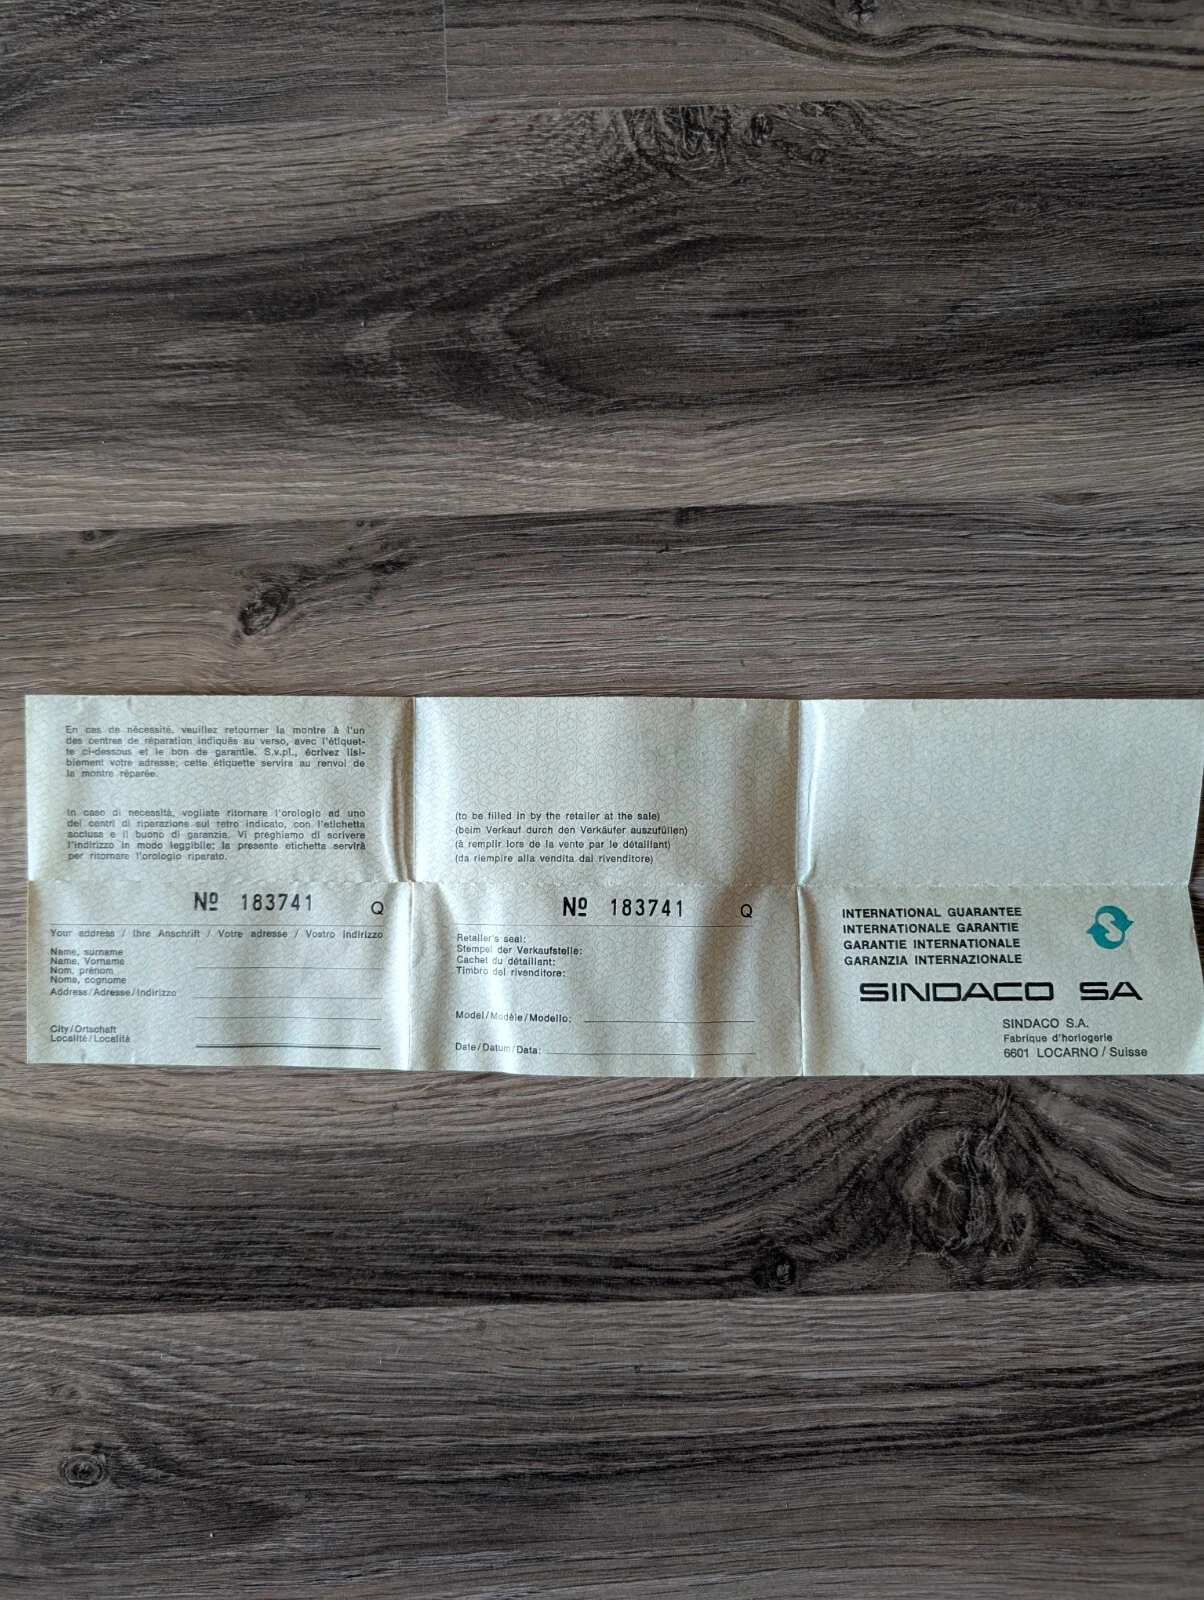 En cas de nécessité, veuillez retourner la montre à l'un
des centres de réparation indiqués au verso, avec l'étiquet-
te ci-dessous et le bon de garantie. S.v.pl., écrivez lisi-
blement votre adresse; cette étiquette servira au renvoi de
la montre réparée.
In caso di necessità, vogliate ritornare l'orologio ad uno
dei centri di riparazione sul retro indicato, con l'etichetta
acclusa e il buono di garanzia. Vi preghiamo di scrivere
l'indirizzo in modo leggibile; la presente etichetta servirà
per ritornare l'orologio riparato.
Nº 183741 Q
Your address / Ihre Anschrift / Votre adresse / Vostro indirizzo
Name, surname
Name, Vorname
Nom, prénom
Nome, cognome
Address/Adresse/Indirizzo
City/Ortschaft
Localité/Località
(to be filled in by the retailer at the sale)
(beim Verkauf durch den Verkäufer auszufüllen)
(à remplir lors de la vente par le détaillant)
(da riempire alla vendita dal rivenditore)
Nº 183741 Q
Retailer's seal:
Stempel der Verkaufstelle:
Cachet du détaillant:
Timbro del rivenditore:
Model/Modèle/Modello:
Date/Datum/Data:
INTERNATIONAL GUARANTEE
INTERNATIONALE GARANTIE
GARANTIE INTERNATIONALE
GARANZIA INTERNAZIONALE
SINDACO SA
SINDACO S.A.
Fabrique d'horlogerie
6601 LOCARNO / Suisse